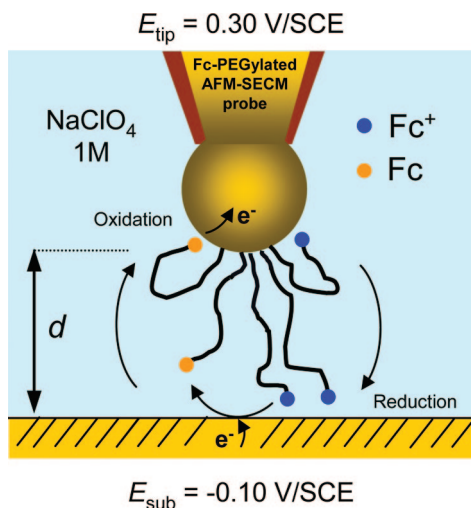 E_tip = 0.30 V/SCE
Fc-PEGylated
AFM-SECM
probe
NaClO₄
1M
Fc⁺
Fc
Oxidation
e⁻
d
Reduction
e⁻
E_sub = -0.10 V/SCE